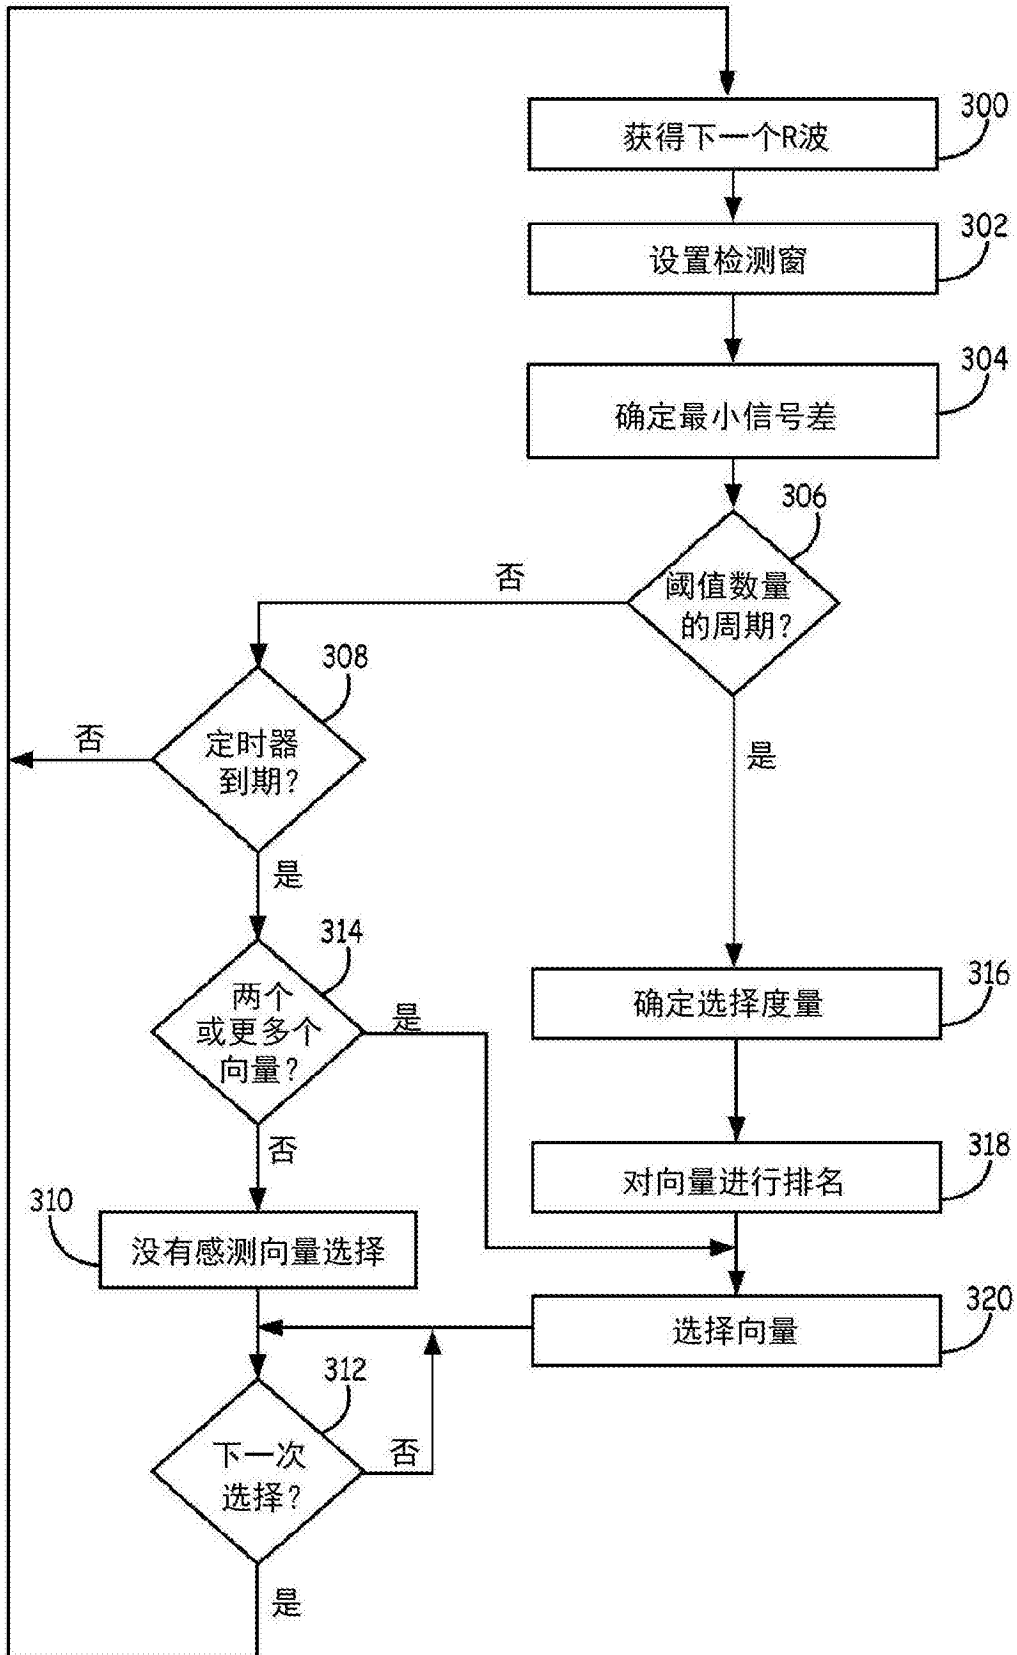 300
获得下一个R波
302
设置检测窗
304
确定最小信号差
306
阈值数量
的周期?
否
308
定时器
到期?
否
是
是
314
两个
或更多个
向量?
是
316
确定选择度量
否
318
对向量进行排名
310
没有感测向量选择
320
选择向量
312
下一次
选择?
否
是